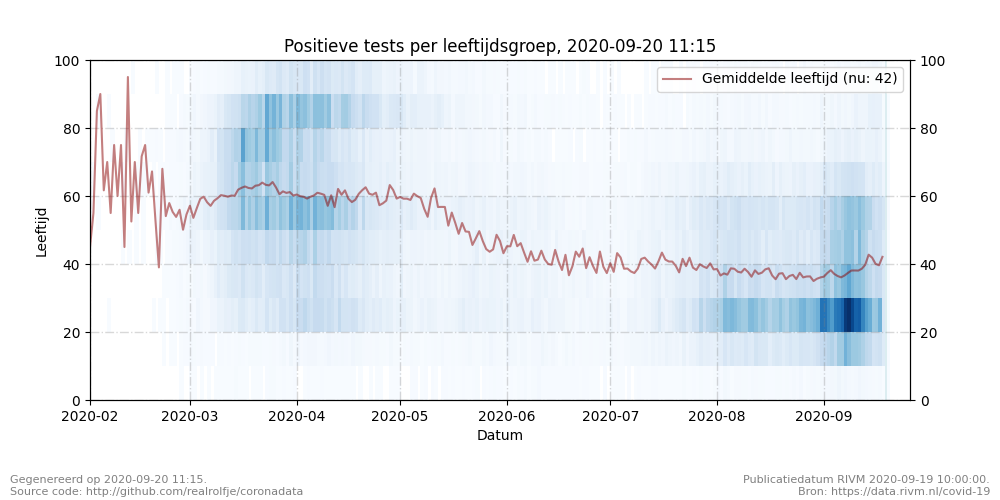 Positieve tests per leeftijdsgroep, 2020-09-20 11:15
Gemiddelde leeftijd (nu: 42)
100
80
60
40
20
0
Leeftijd
100
80
60
40
20
0
2020-02 2020-03 2020-04 2020-05 2020-06 2020-07 2020-08 2020-09
Datum
Gegenereerd op 2020-09-20 11:15.
Source code: http://github.com/realrolfje/coronadata
Publicatiedatum RIVM 2020-09-19 10:00:00.
Bron: https://data.rivm.nl/covid-19